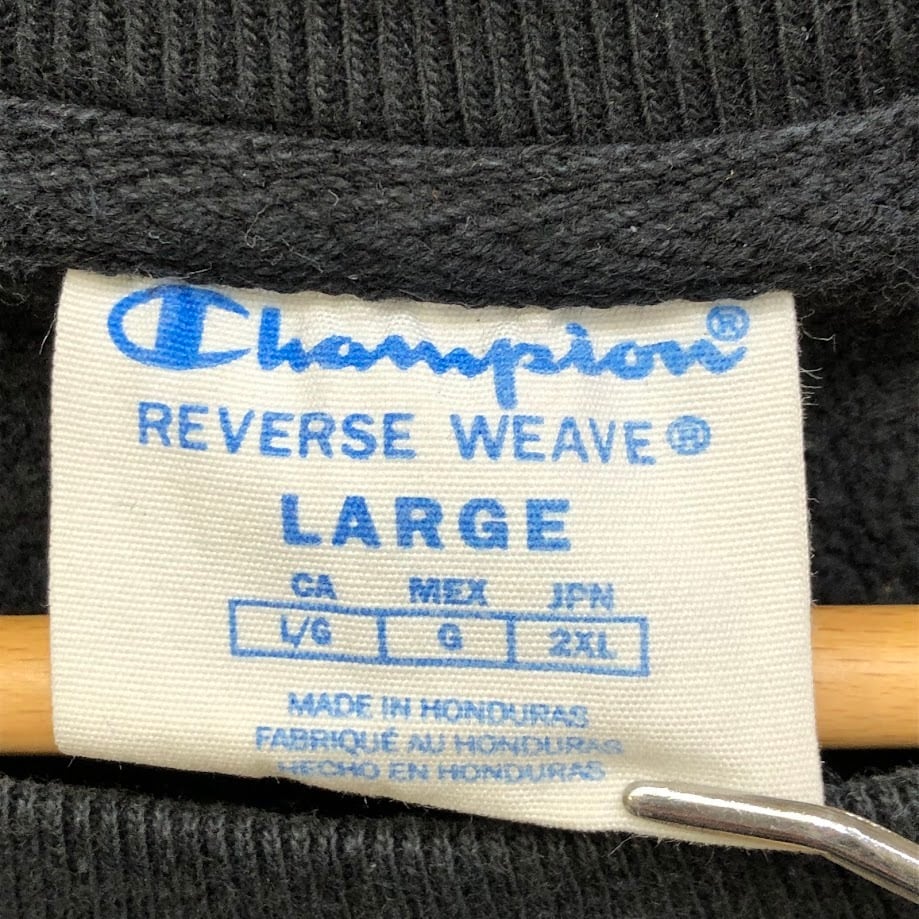 Champion®
REVERSE WEAVE®
LARGE
CA MEX JPN
L/G G 2XL
MADE IN HONDURAS
FABRIQUÉ AU HONDURAS
HECHO EN HONDURAS